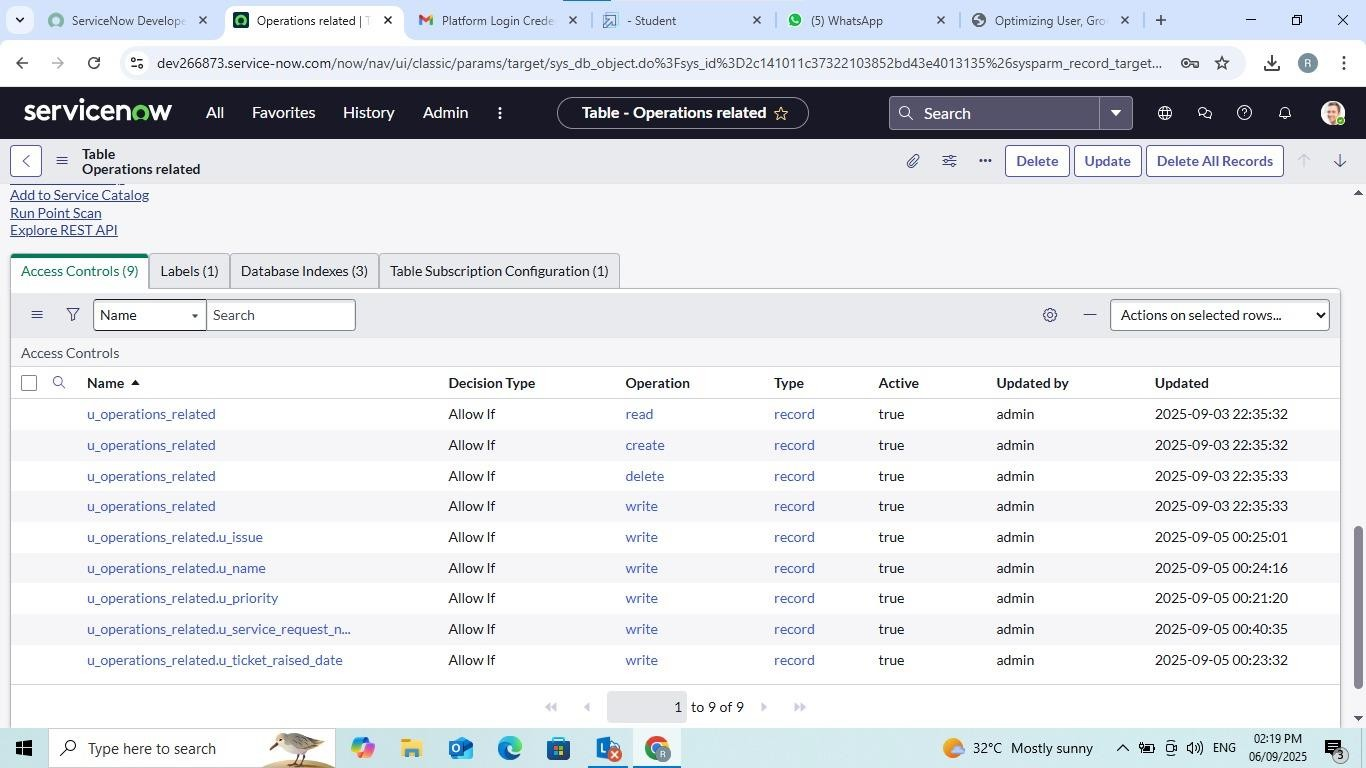 ServiceNow Develope
Operations related | T
Platform Login Crede
- Student
(5) WhatsApp
Optimizing User, Gro
dev266873.service-now.com/now/nav/ui/classic/params/target/sys_db_object.do%3Fsys_id%3D2c141011c37322103852bd43e4013135%26sysparm_record_target...
R
servicenow All Favorites History Admin Table - Operations related Search
Table
Operations related
Delete Update Delete All Records
Add to Service Catalog
Run Point Scan
Explore REST API
Access Controls (9) Labels (1) Database Indexes (3) Table Subscription Configuration (1)
Name Search Actions on selected rows...
Access Controls
Name Decision Type Operation Type Active Updated by Updated
u_operations_related Allow If read record true admin 2025-09-03 22:35:32
u_operations_related Allow If create record true admin 2025-09-03 22:35:32
u_operations_related Allow If delete record true admin 2025-09-03 22:35:33
u_operations_related Allow If write record true admin 2025-09-03 22:35:33
u_operations_related.u_issue Allow If write record true admin 2025-09-05 00:25:01
u_operations_related.u_name Allow If write record true admin 2025-09-05 00:24:16
u_operations_related.u_priority Allow If write record true admin 2025-09-05 00:21:20
u_operations_related.u_service_request_n... Allow If write record true admin 2025-09-05 00:40:35
u_operations_related.u_ticket_raised_date Allow If write record true admin 2025-09-05 00:23:32
1 to 9 of 9
Type here to search
32°C Mostly sunny
ENG
02:19 PM
06/09/2025
3